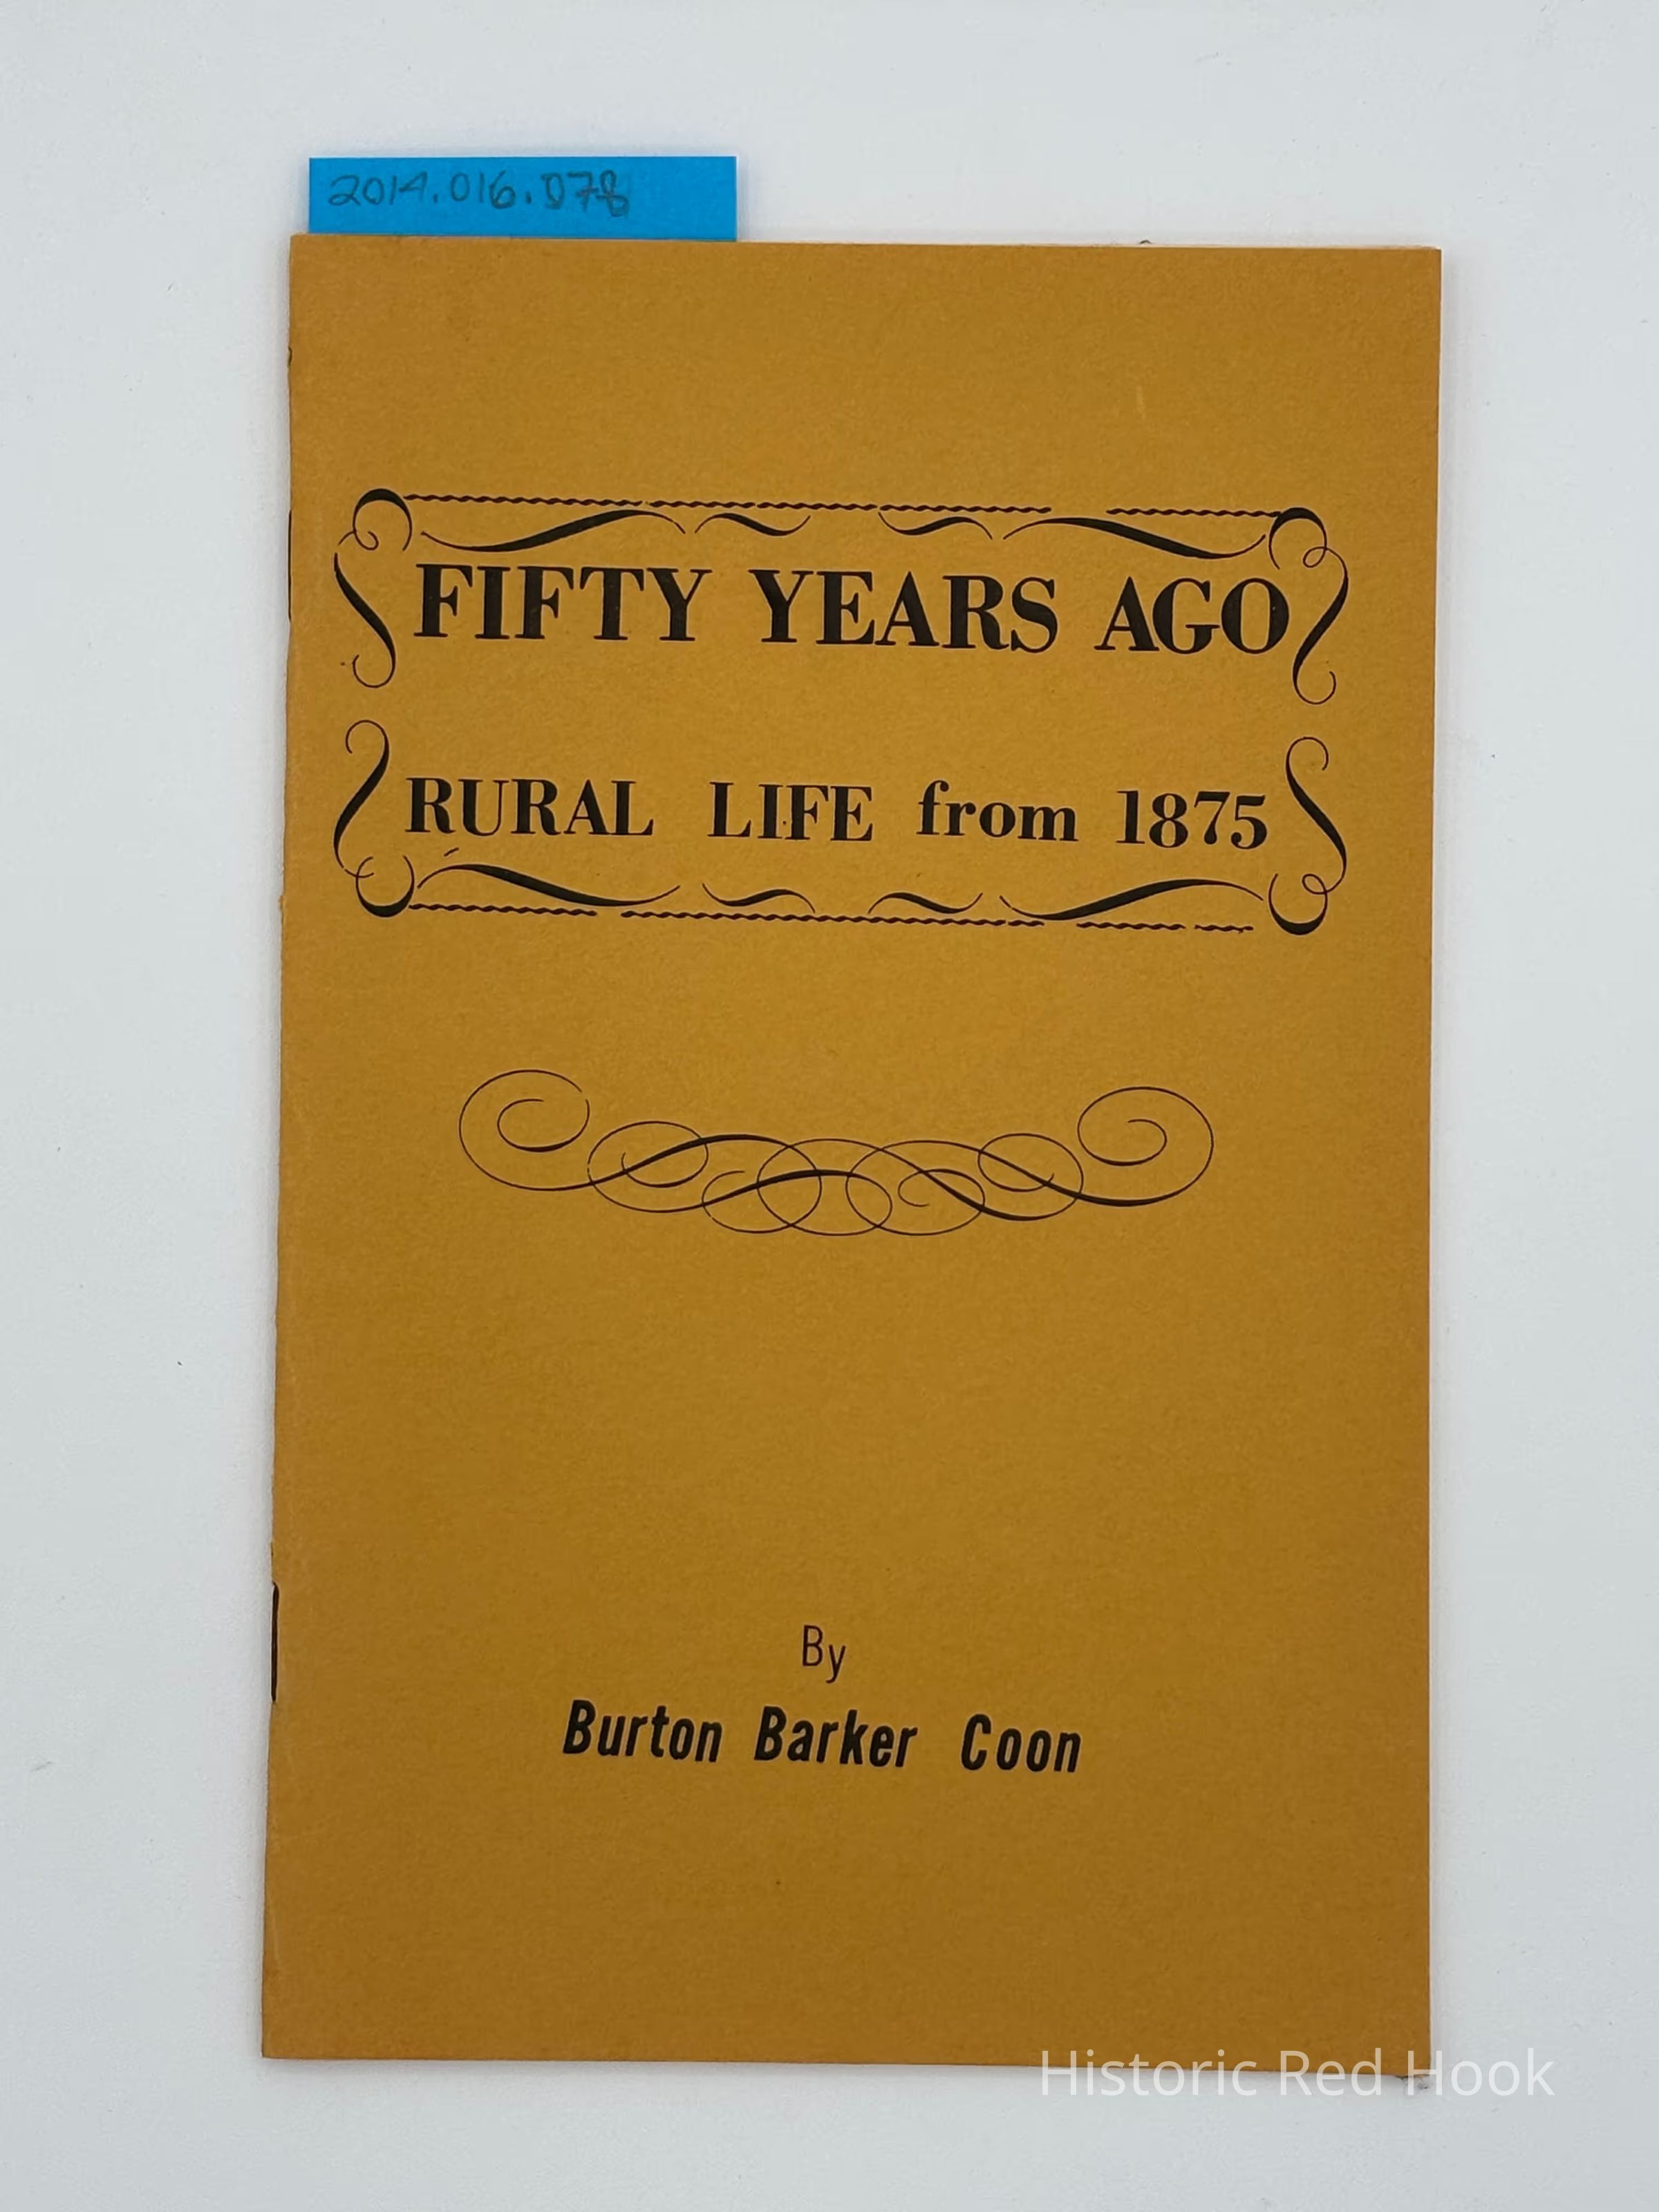 2014.016.078
FIFTY YEARS AGO
RURAL LIFE from 1875
By
Burton Barker Coon
Historic Red Hook